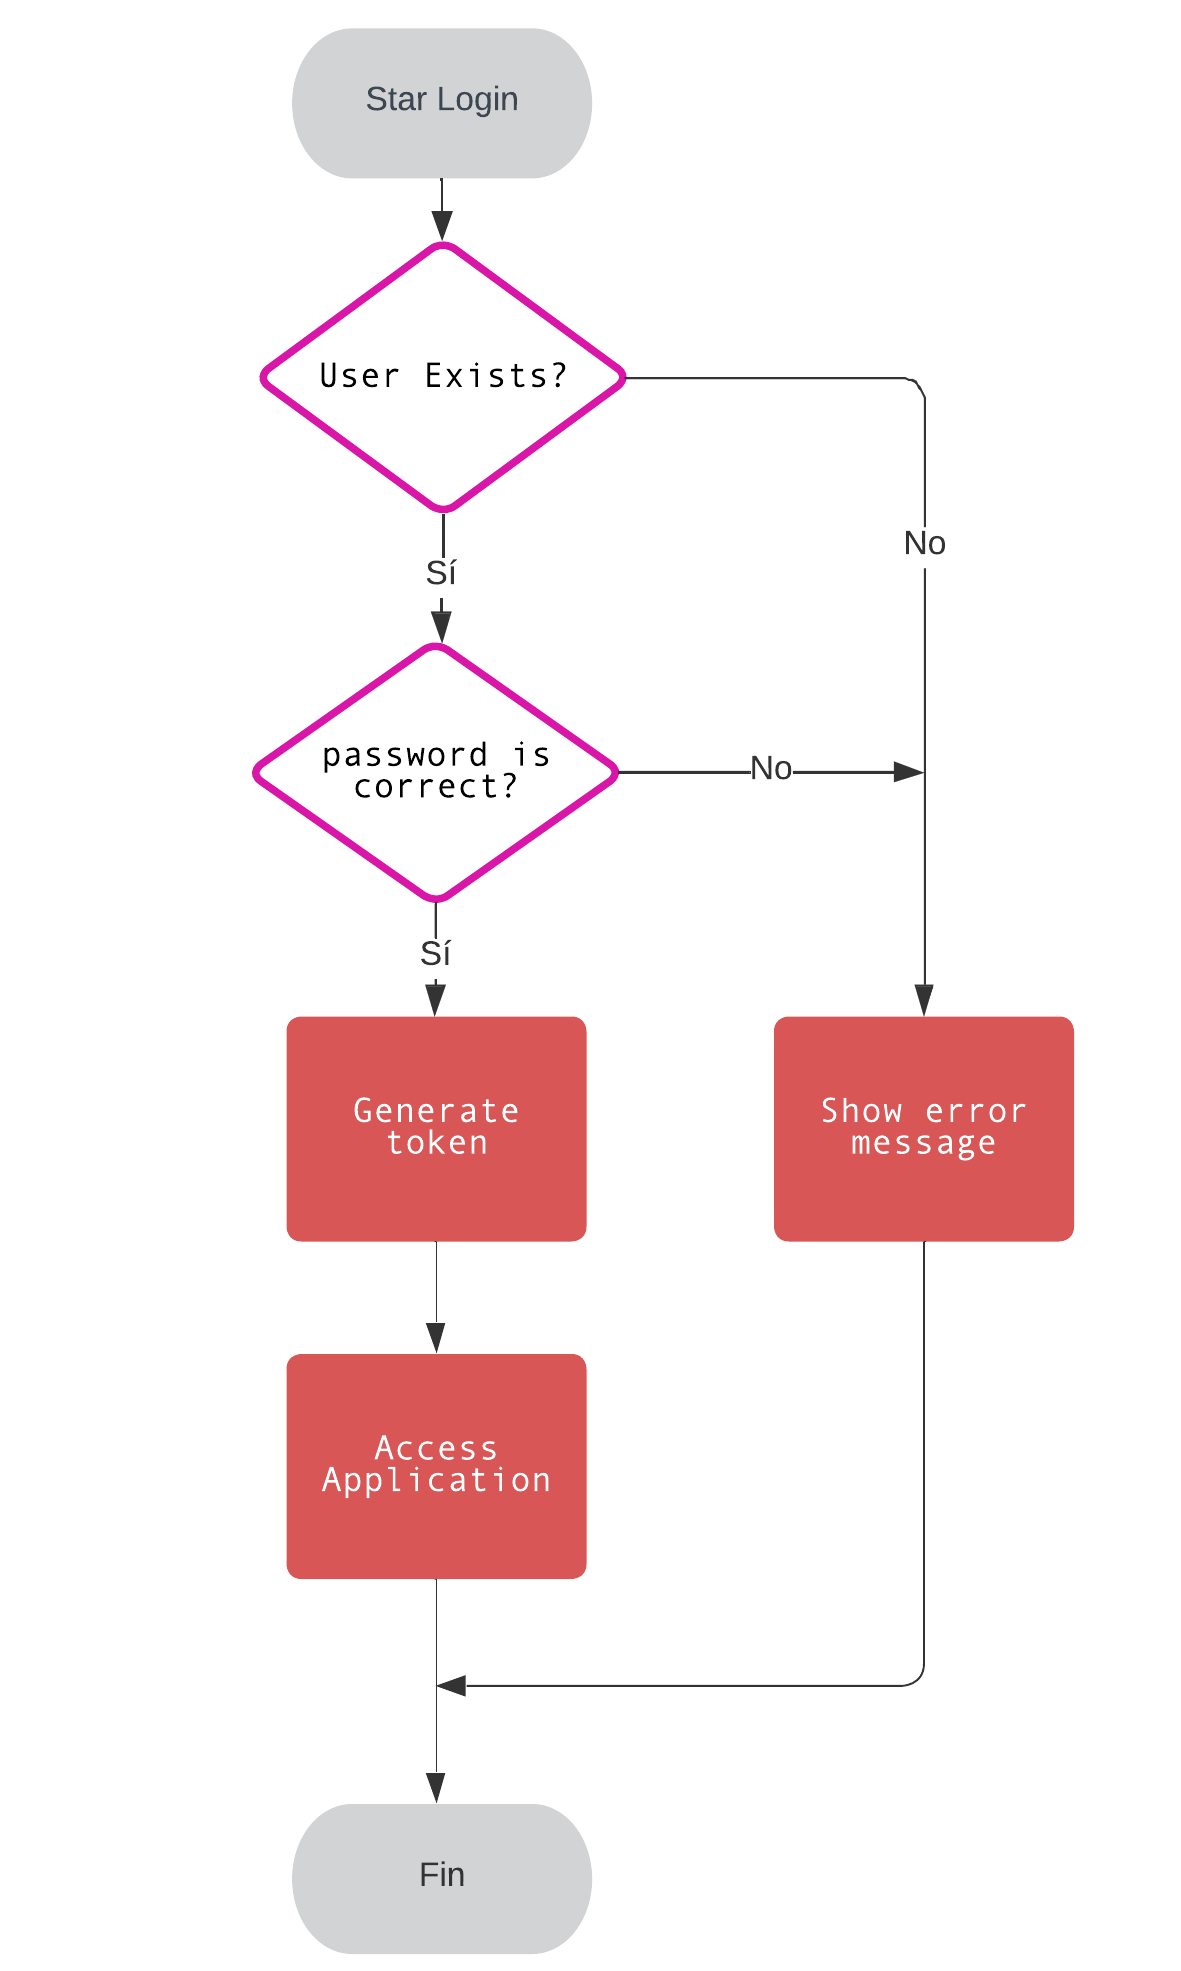 Star Login
User Exists?
No
Sí
password is
correct?
No
Sí
Generate
token
Show error
message
Access
Application
Fin